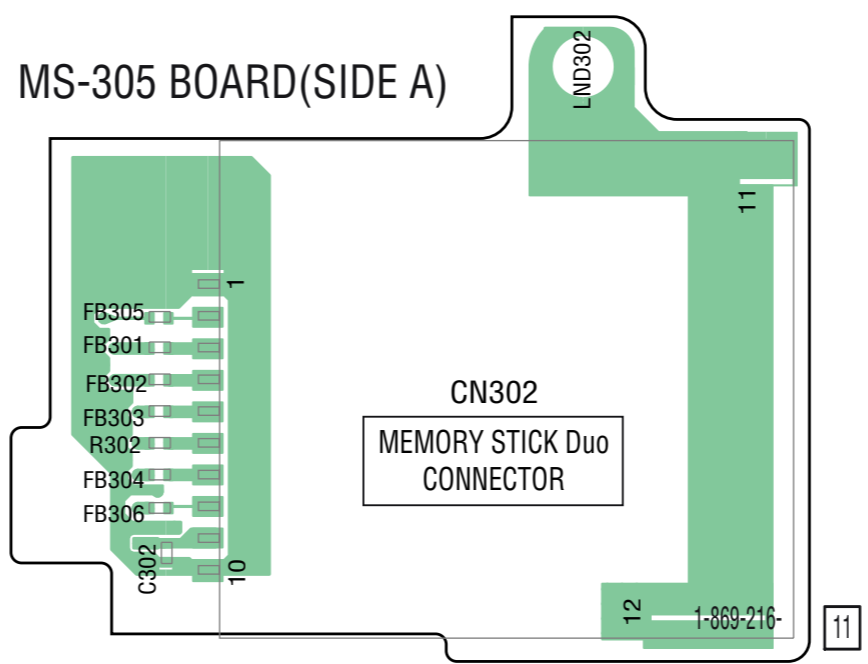 MS-305 BOARD(SIDE A)
LND302
11
1
FB305
FB301
FB302
FB303
R302
FB304
FB306
C302
10
CN302
MEMORY STICK Duo
CONNECTOR
12
1-869-216-
11